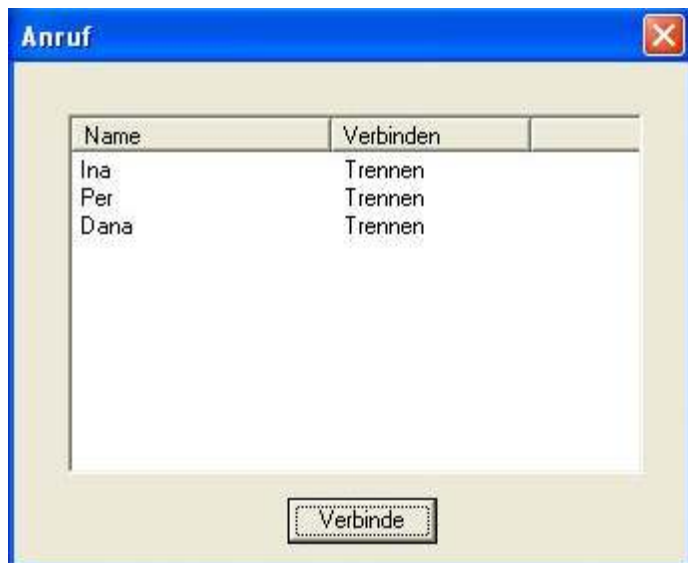 Anruf
Name Verbinden
Ina Trennen
Per Trennen
Dana Trennen
Verbinde